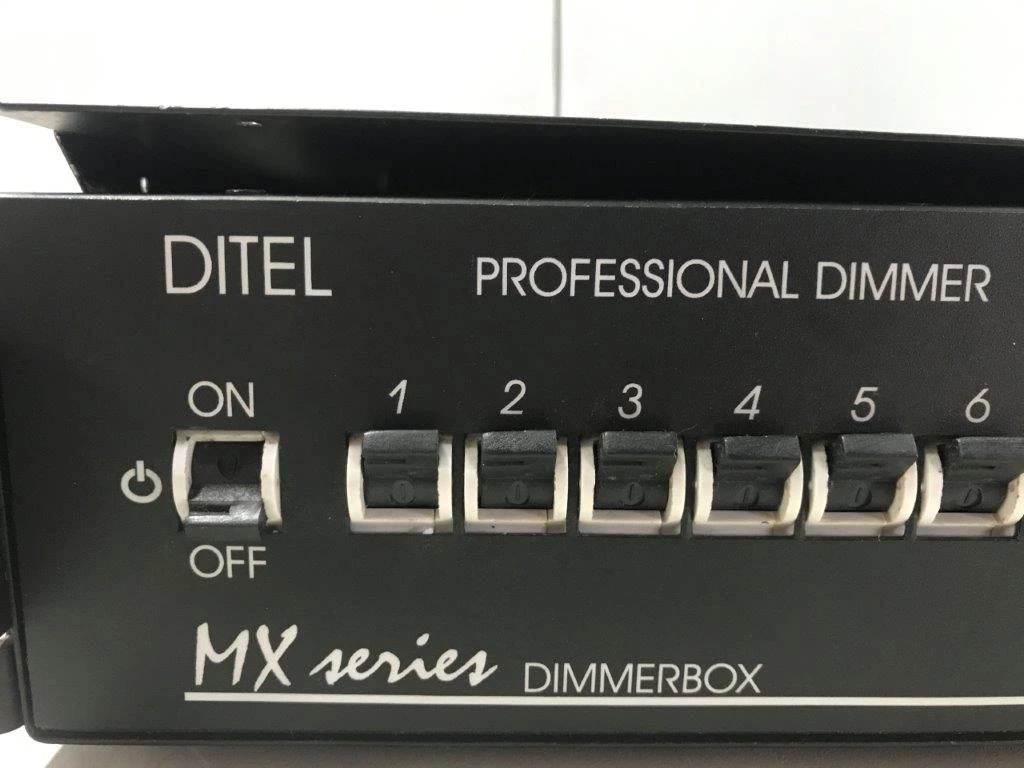 DITEL
PROFESSIONAL DIMMER
ON
1 2 3 4 5 6
OFF
MX series DIMMERBOX